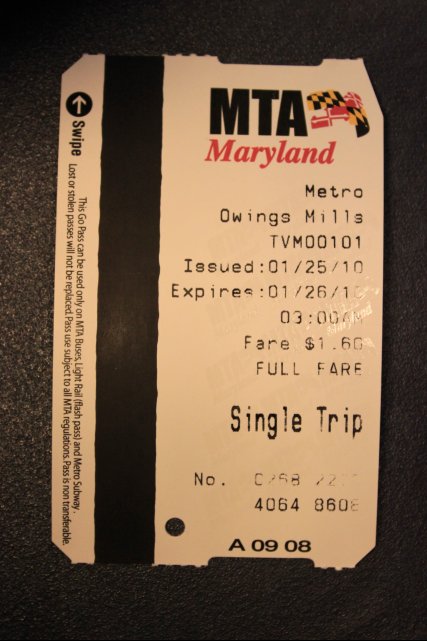 MTA
Maryland
Metro
Owings Mills
TVM00101
Issued:01/25/10
Expires:01/26/10
03:00AM
Fare $1.60
FULL FARE
Single Trip
No.
4064 8608
A 09 08
Swipe
This Go Pass can be used only on MTA Buses, Light Rail (flash pass) and Metro Subway.
Lost or stolen passes will not be replaced. Pass use subject to all MTA regulations. Pass is non transferable.
Maryland